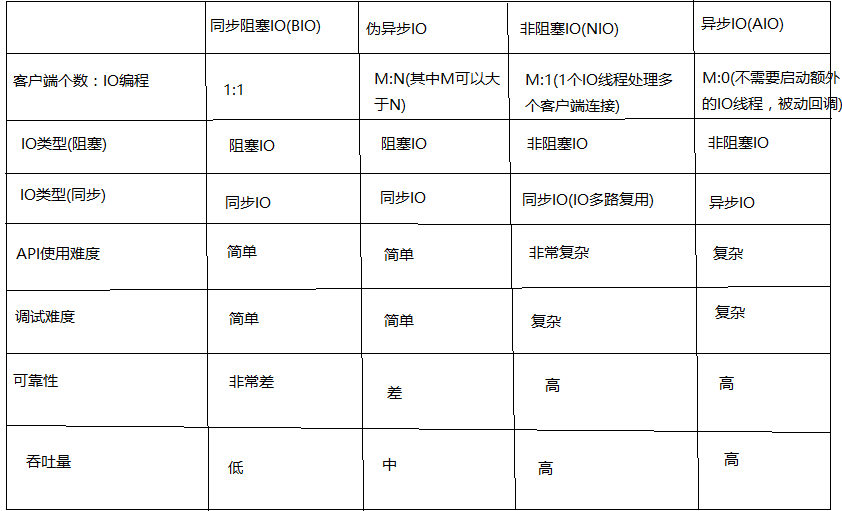 同步阻塞IO(BIO) 伪异步IO 非阻塞IO(NIO) 异步IO(AIO)
客户端个数：IO编程 1:1 M:N(其中M可以大于N) M:1(1个IO线程处理多个客户端连接) M:0(不需要启动额外的IO线程，被动回调)
IO类型(阻塞) 阻塞IO 阻塞IO 非阻塞IO 非阻塞IO
IO类型(同步) 同步IO 同步IO 同步IO(IO多路复用) 异步IO
API使用难度 简单 简单 非常复杂 复杂
调试难度 简单 简单 复杂 复杂
可靠性 非常差 差 高 高
吞吐量 低 中 高 高